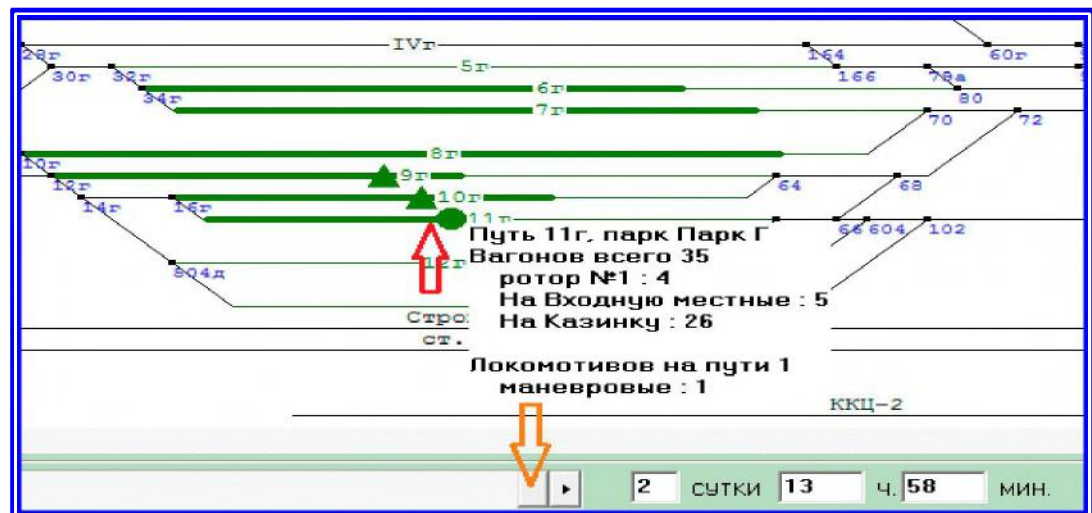 IVг
28г
164
60г
5г
30г
32г
166
78а
6г
34г
80
7г
70
72
8г
10г
9г
12г
64
68
10г
14г
16г
11г
66
604
102
Путь 11г, парк Парк Г
Вагонов всего 35
804д
12г
ротор №1 : 4
На Входную местные : 5
Стро
На Казинку : 26
ст.
Локомотивов на пути 1
маневровые : 1
ККЦ-2
2 сутки 13 ч. 58 мин.